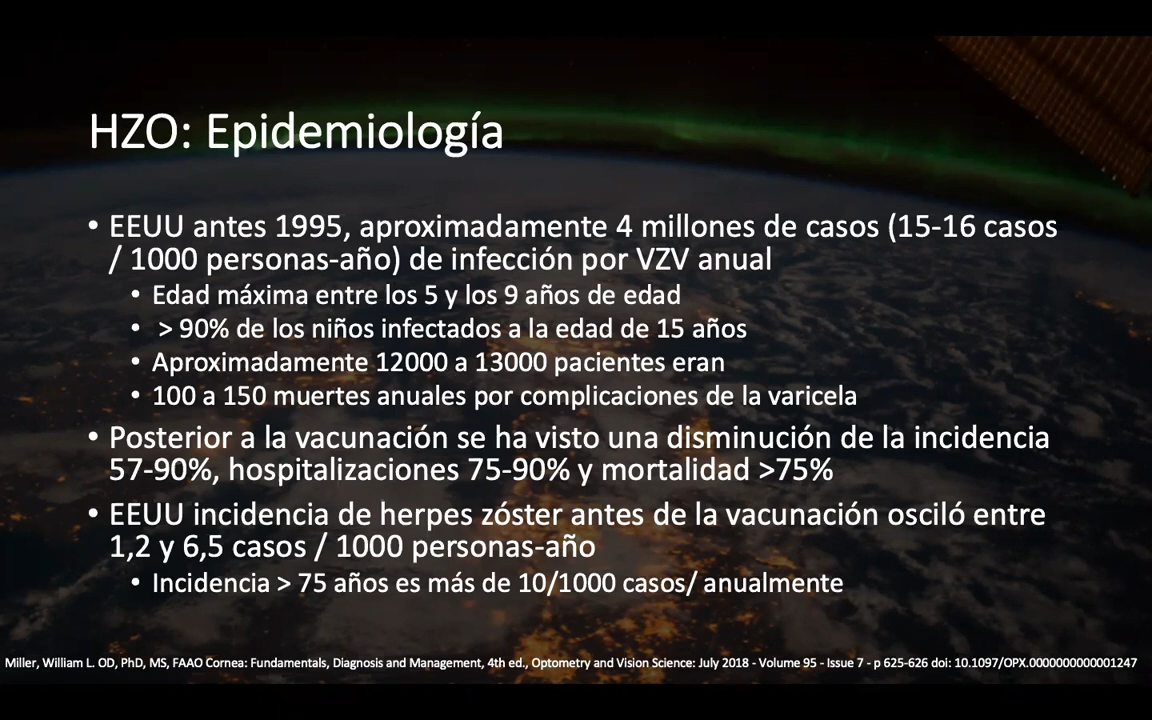 HZO: Epidemiología
• EEUU antes 1995, aproximadamente 4 millones de casos (15-16 casos
/ 1000 personas-año) de infección por VZV anual
• Edad máxima entre los 5 y los 9 años de edad
• > 90% de los niños infectados a la edad de 15 años
• Aproximadamente 12000 a 13000 pacientes eran
• 100 a 150 muertes anuales por complicaciones de la varicela
• Posterior a la vacunación se ha visto una disminución de la incidencia
57-90%, hospitalizaciones 75-90% y mortalidad >75%
• EEUU incidencia de herpes zóster antes de la vacunación osciló entre
1,2 y 6,5 casos / 1000 personas-año
• Incidencia > 75 años es más de 10/1000 casos/ anualmente
Miller, William L. OD, PhD, MS, FAAO Cornea: Fundamentals, Diagnosis and Management, 4th ed., Optometry and Vision Science: July 2018 - Volume 95 - Issue 7 - p 625-626 doi: 10.1097/OPX.0000000000001247